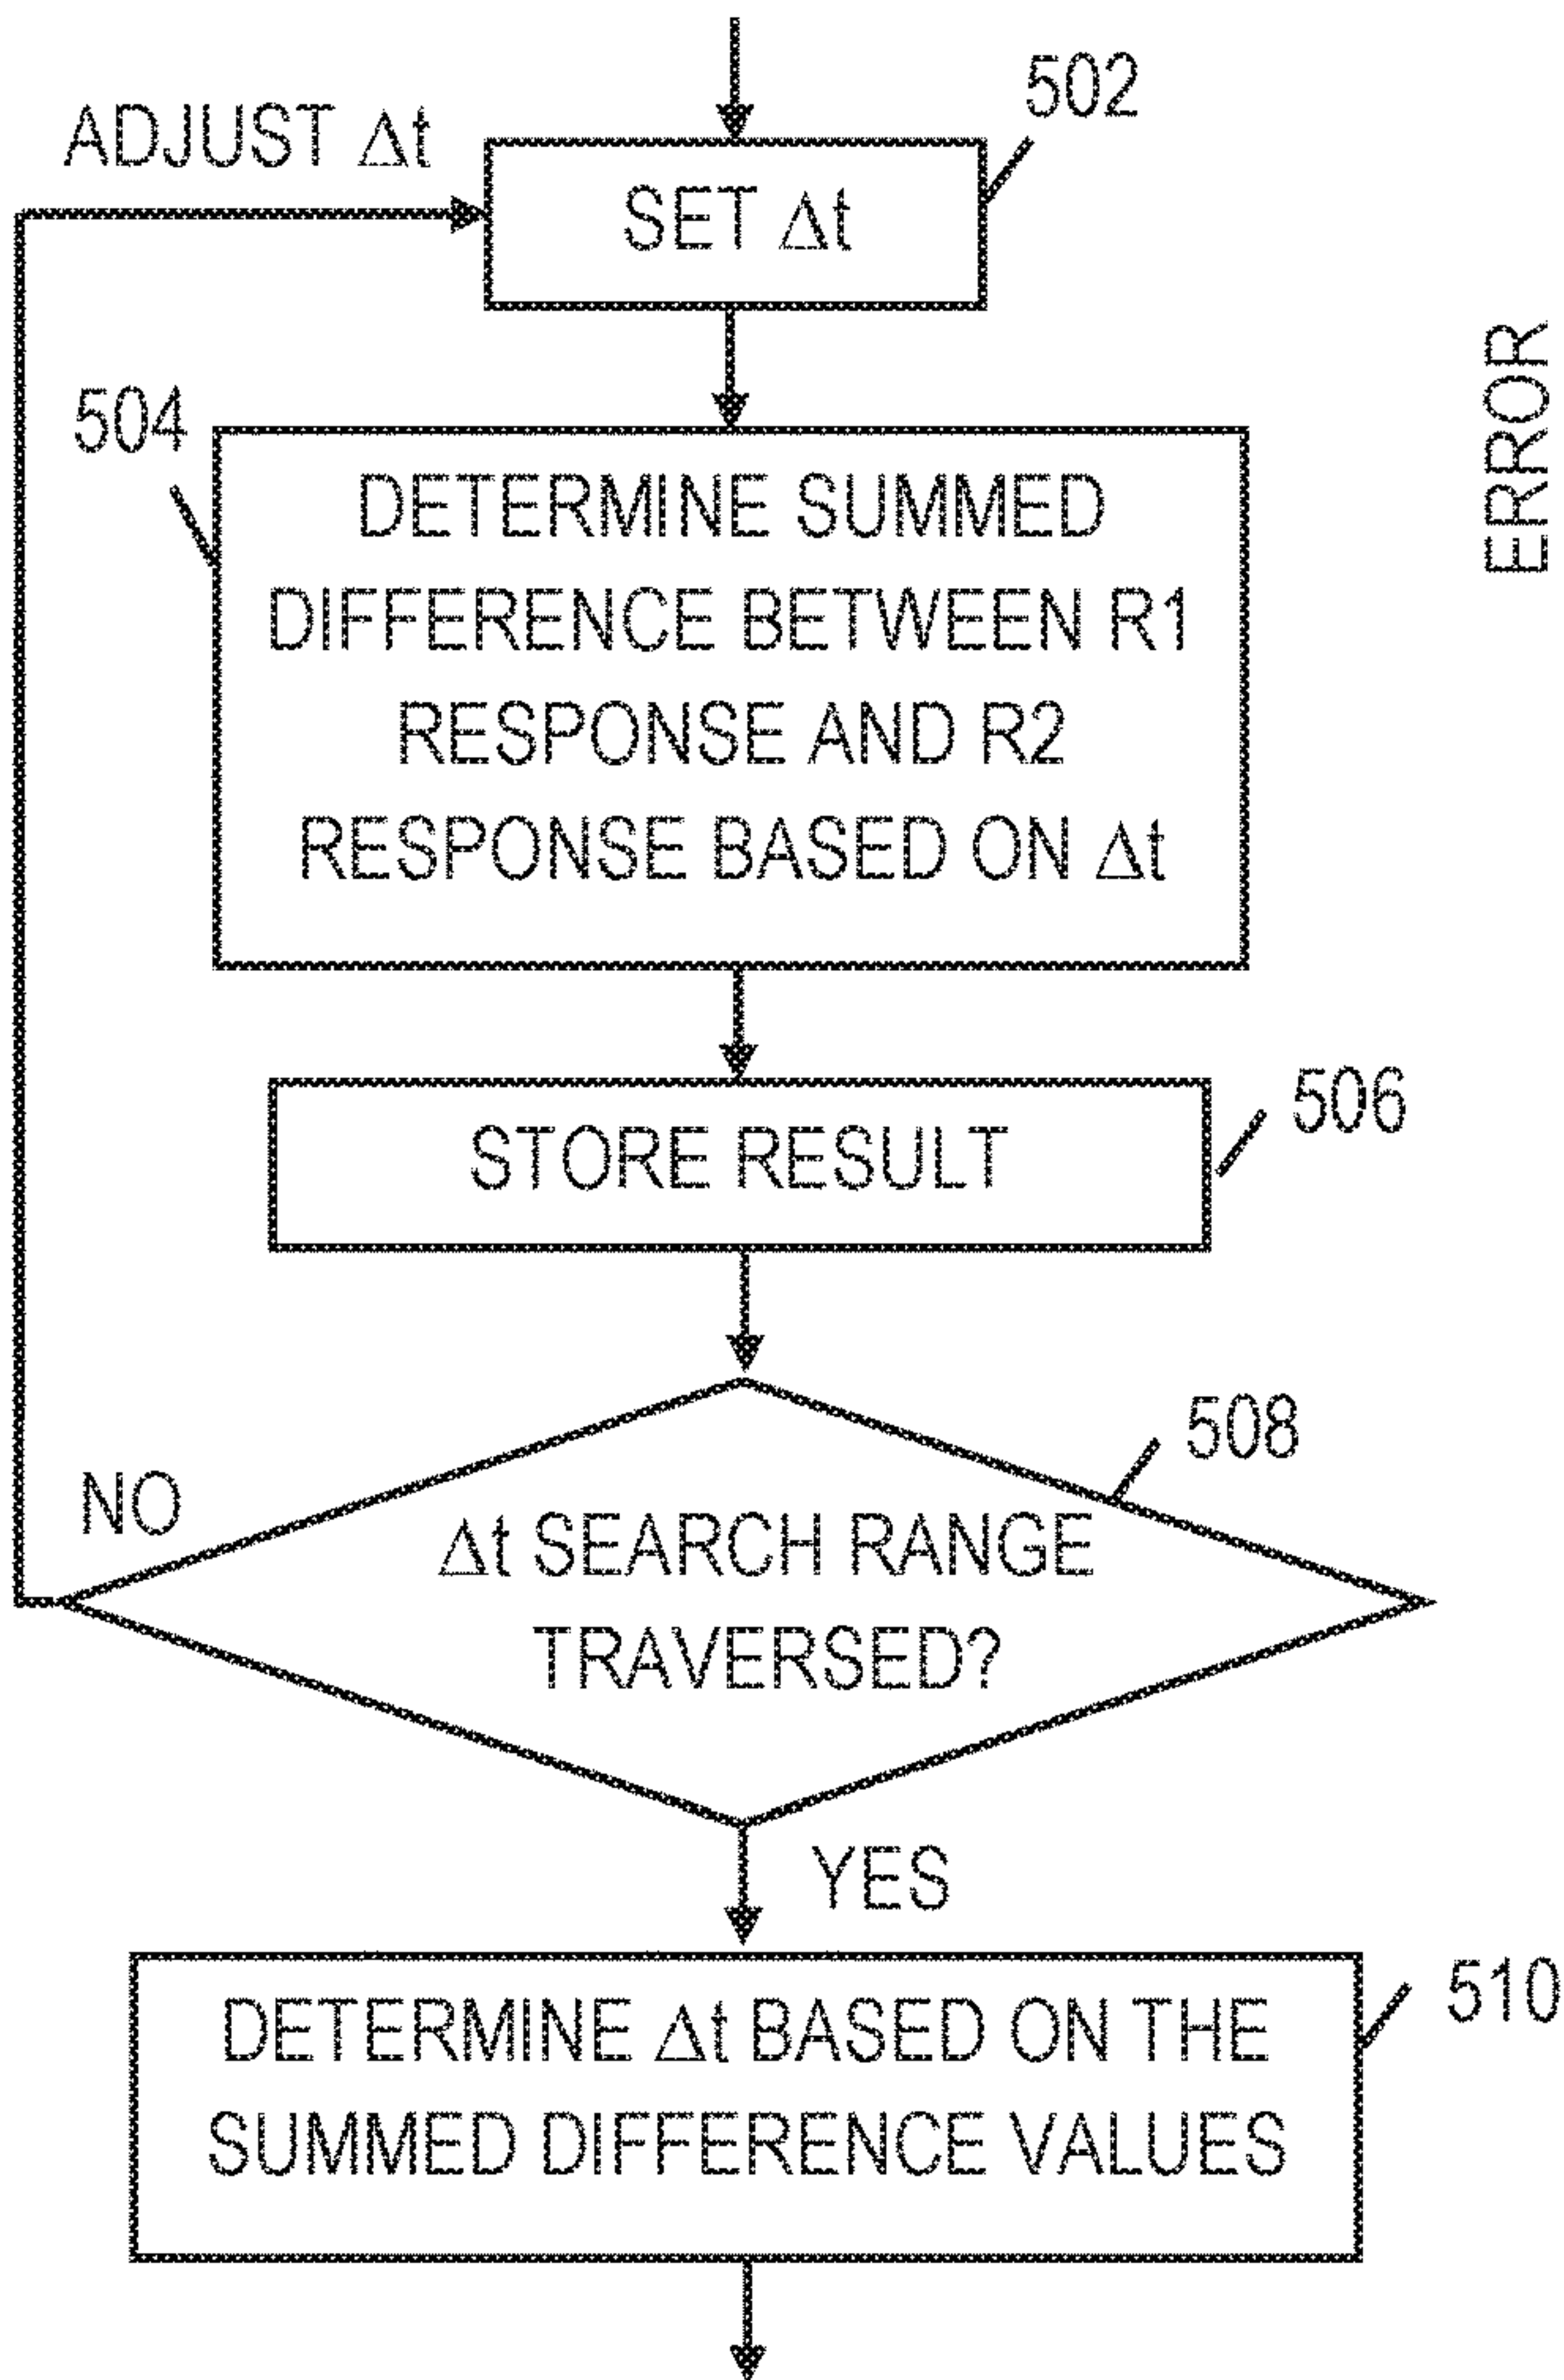 502
ADJUST Δt
SET Δt
ERROR
504
DETERMINE SUMMED
DIFFERENCE BETWEEN R1
RESPONSE AND R2
RESPONSE BASED ON Δt
506
STORE RESULT
508
NO
Δt SEARCH RANGE
TRAVERSED?
YES
510
DETERMINE Δt BASED ON THE
SUMMED DIFFERENCE VALUES